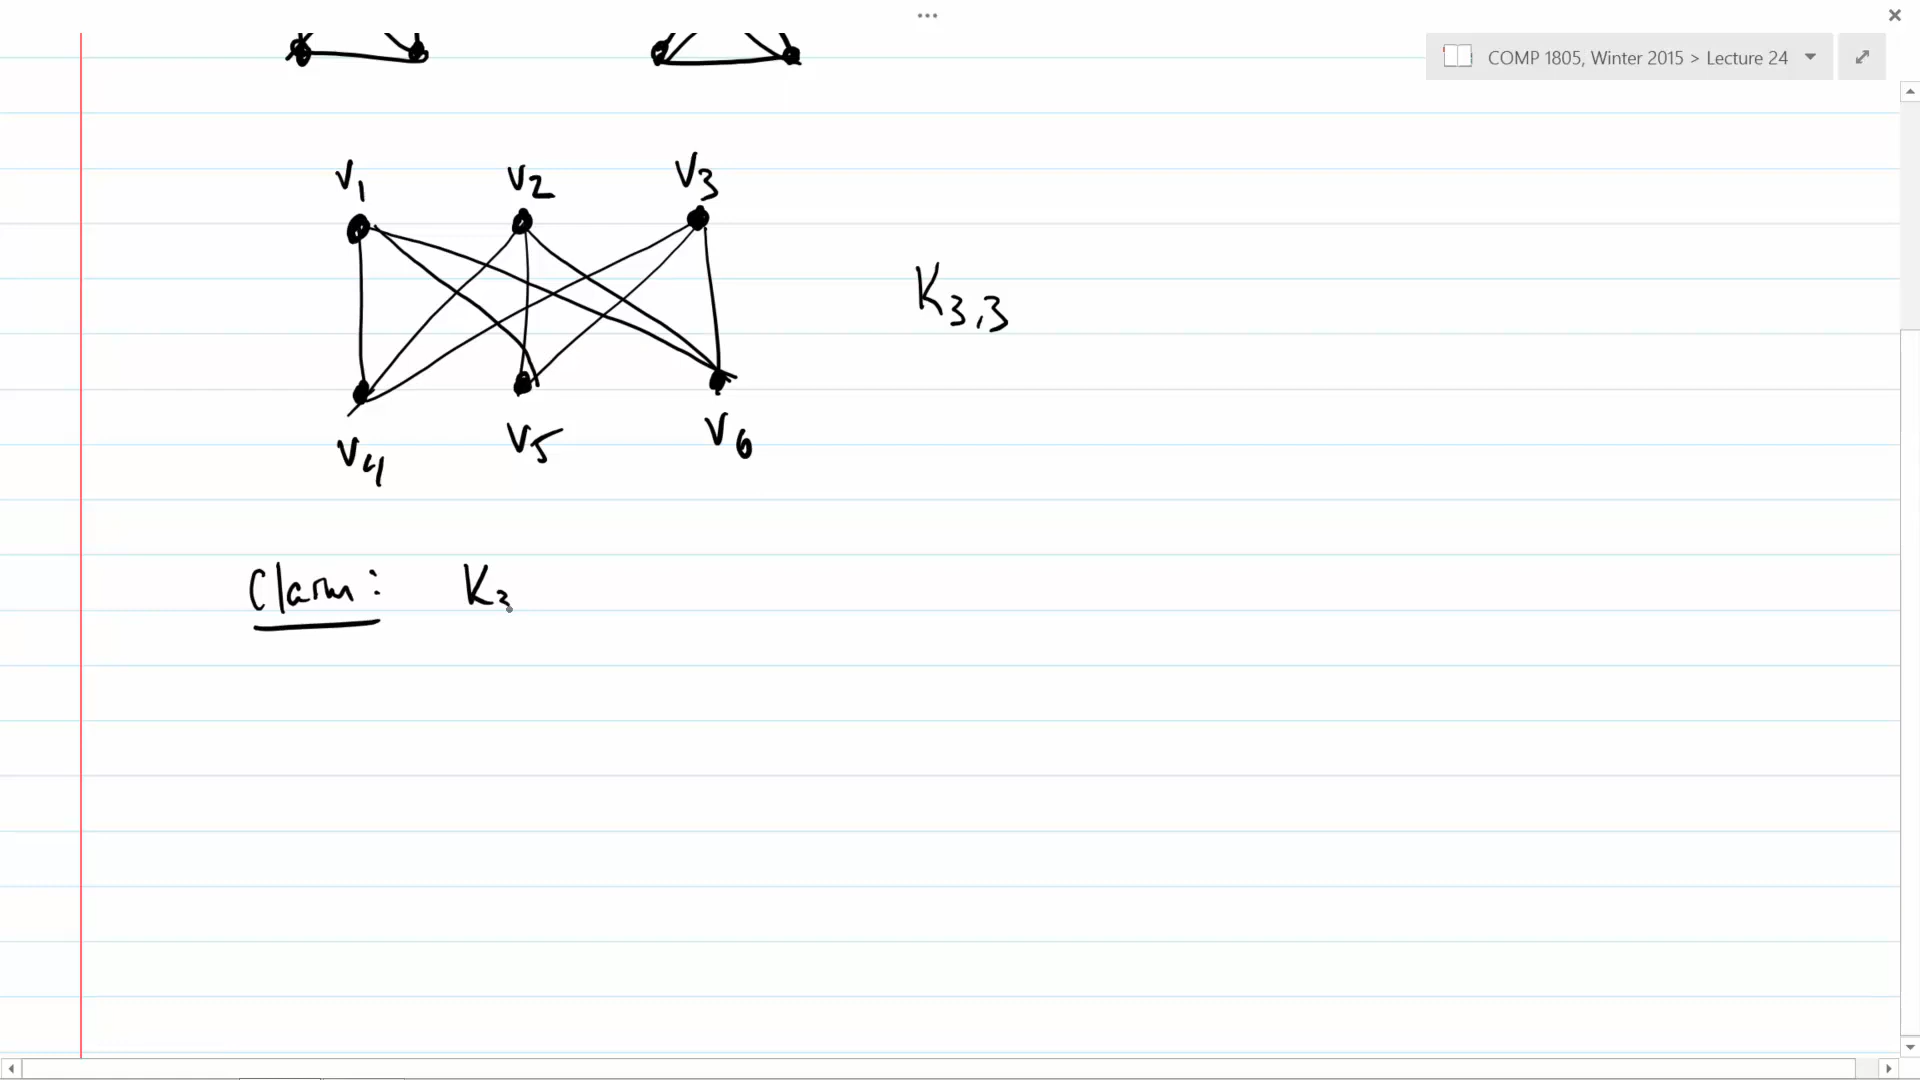 COMP 1805, Winter 2015 > Lecture 24
V1 V2 V3
K3,3
V4 V5 V6
Claim: K3